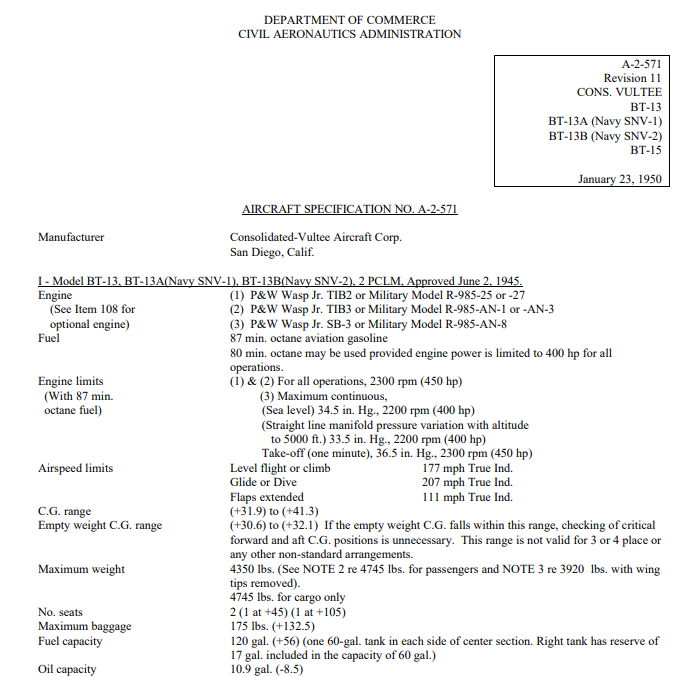 DEPARTMENT OF COMMERCE
CIVIL AERONAUTICS ADMINISTRATION
A-2-571
Revision 11
CONS. VULTEE
BT-13
BT-13A (Navy SNV-1)
BT-13B (Navy SNV-2)
BT-15
January 23, 1950
AIRCRAFT SPECIFICATION NO. A-2-571
Manufacturer Consolidated-Vultee Aircraft Corp.
San Diego, Calif.
I - Model BT-13, BT-13A(Navy SNV-1), BT-13B(Navy SNV-2), 2 PCLM, Approved June 2, 1945.
Engine (1) P&W Wasp Jr. TIB2 or Military Model R-985-25 or -27
(See Item 108 for (2) P&W Wasp Jr. TIB3 or Military Model R-985-AN-1 or -AN-3
optional engine) (3) P&W Wasp Jr. SB-3 or Military Model R-985-AN-8
Fuel 87 min. octane aviation gasoline
80 min. octane may be used provided engine power is limited to 400 hp for all
operations.
Engine limits (1) & (2) For all operations, 2300 rpm (450 hp)
(With 87 min. (3) Maximum continuous,
octane fuel) (Sea level) 34.5 in. Hg., 2200 rpm (400 hp)
(Straight line manifold pressure variation with altitude
to 5000 ft.) 33.5 in. Hg., 2200 rpm (400 hp)
Take-off (one minute), 36.5 in. Hg., 2300 rpm (450 hp)
Airspeed limits Level flight or climb 177 mph True Ind.
Glide or Dive 207 mph True Ind.
Flaps extended 111 mph True Ind.
C.G. range (+31.9) to (+41.3)
Empty weight C.G. range (+30.6) to (+32.1) If the empty weight C.G. falls within this range, checking of critical
forward and aft C.G. positions is unnecessary. This range is not valid for 3 or 4 place or
any other non-standard arrangements.
Maximum weight 4350 lbs. (See NOTE 2 re 4745 lbs. for passengers and NOTE 3 re 3920 lbs. with wing
tips removed).
4745 lbs. for cargo only
No. seats 2 (1 at +45) (1 at +105)
Maximum baggage 175 lbs. (+132.5)
Fuel capacity 120 gal. (+56) (one 60-gal. tank in each side of center section. Right tank has reserve of
17 gal. included in the capacity of 60 gal.)
Oil capacity 10.9 gal. (-8.5)